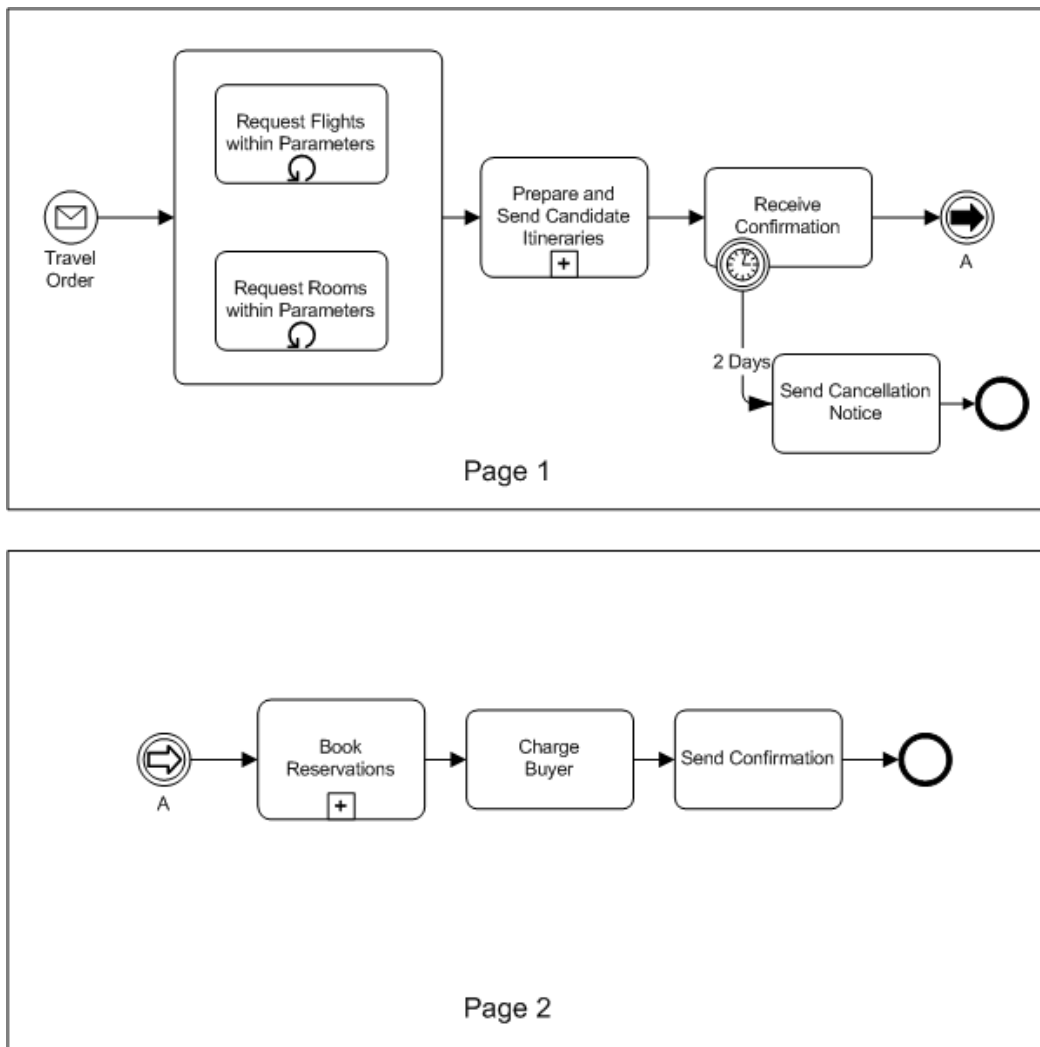 Request Flights
within Parameters
Request Rooms
within Parameters
Travel
Order
Prepare and
Send Candidate
Itineraries
Receive
Confirmation
A
2 Days
Send Cancellation
Notice
Page 1
A
Book
Reservations
Charge
Buyer
Send Confirmation
Page 2